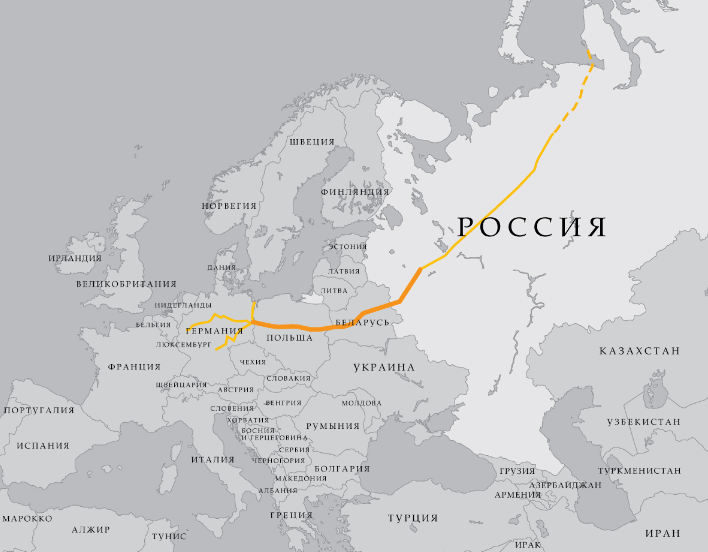 ШВЕЦИЯ
ФИНЛЯНДИЯ
НОРВЕГИЯ
РОССИЯ
ЭСТОНИЯ
ИРЛАНДИЯ
ДАНИЯ
ЛАТВИЯ
ВЕЛИКОБРИТАНИЯ
ЛИТВА
НИДЕРЛАНДЫ
БЕЛЬГИЯ
ГЕРМАНИЯ
БЕЛАРУСЬ
ПОЛЬША
ЛЮКСЕМБУРГ
КАЗАХСТАН
ЧЕХИЯ
ФРАНЦИЯ
УКРАИНА
СЛОВАКИЯ
ШВЕЙЦАРИЯ
АВСТРИЯ
ВЕНГРИЯ
МОЛДОВА
ПОРТУГАЛИЯ
СЛОВЕНИЯ
ХОРВАТИЯ
УЗБЕКИСТАН
РУМЫНИЯ
БОСНИЯ
И ГЕРЦЕГОВИНА
ИСПАНИЯ
СЕРБИЯ
ИТАЛИЯ
ЧЕРНОГОРИЯ
БОЛГАРИЯ
ГРУЗИЯ
ТУРКМЕНИСТАН
МАКЕДОНИЯ
АЗЕРБАЙДЖАН
АЛБАНИЯ
АРМЕНИЯ
ГРЕЦИЯ
МАРОККО
ТУРЦИЯ
АЛЖИР
ТУНИС
ИРАН
ИРАК